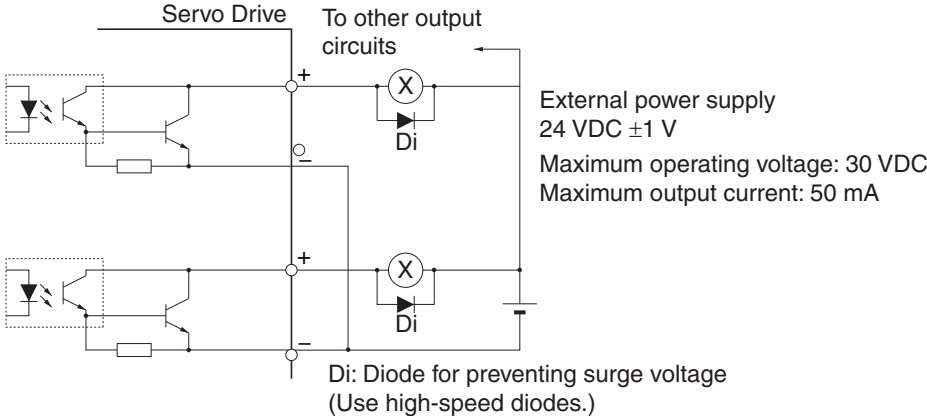 Servo Drive
To other output
circuits
+
X
Di
–
External power supply
24 VDC ±1 V
Maximum operating voltage: 30 VDC
Maximum output current: 50 mA
+
X
Di
–
Di: Diode for preventing surge voltage
(Use high-speed diodes.)